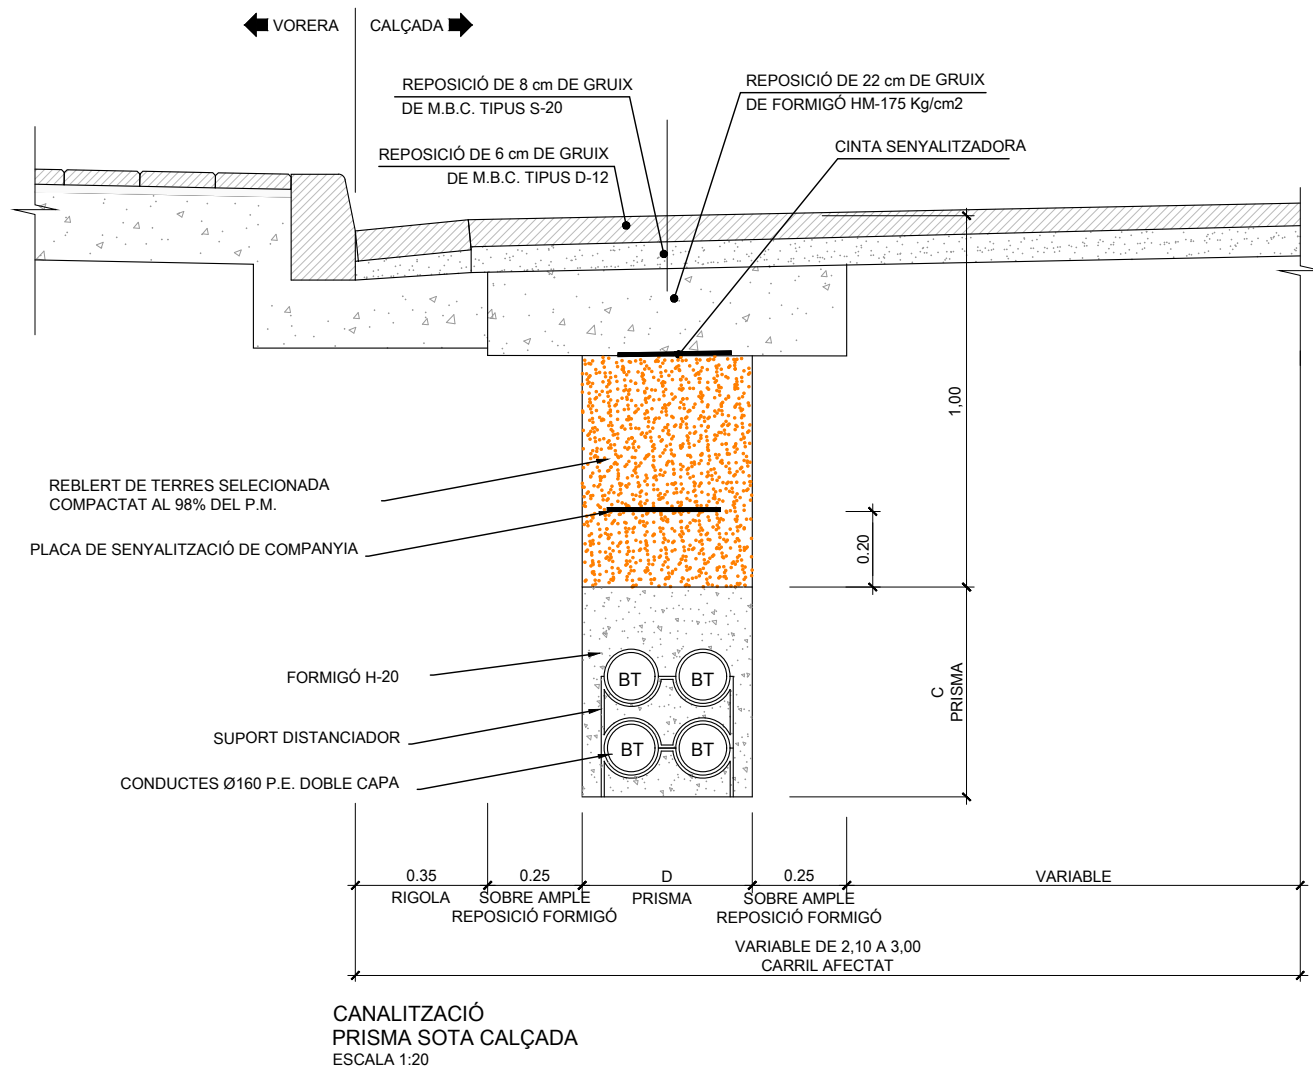 VORERA
CALÇADA
REPOSICIÓ DE 8 cm DE GRUIX
DE M.B.C. TIPUS S-20
REPOSICIÓ DE 22 cm DE GRUIX
DE FORMIGÓ HM-175 Kg/cm2
REPOSICIÓ DE 6 cm DE GRUIX
DE M.B.C. TIPUS D-12
CINTA SENYALITZADORA
1,00
REBLERT DE TERRES SELECIONADA
COMPACTAT AL 98% DEL P.M.
PLACA DE SENYALITZACIÓ DE COMPANYIA
0.20
FORMIGÓ H-20
BT
BT
C
PRISMA
SUPORT DISTANCIADOR
BT
BT
CONDUCTES Ø160 P.E. DOBLE CAPA
0.35
RIGOLA
0.25
SOBRE AMPLE
REPOSICIÓ FORMIGÓ
D
PRISMA
0.25
SOBRE AMPLE
REPOSICIÓ FORMIGÓ
VARIABLE
VARIABLE DE 2,10 A 3,00
CARRIL AFECTAT
CANALITZACIÓ
PRISMA SOTA CALÇADA
ESCALA 1:20